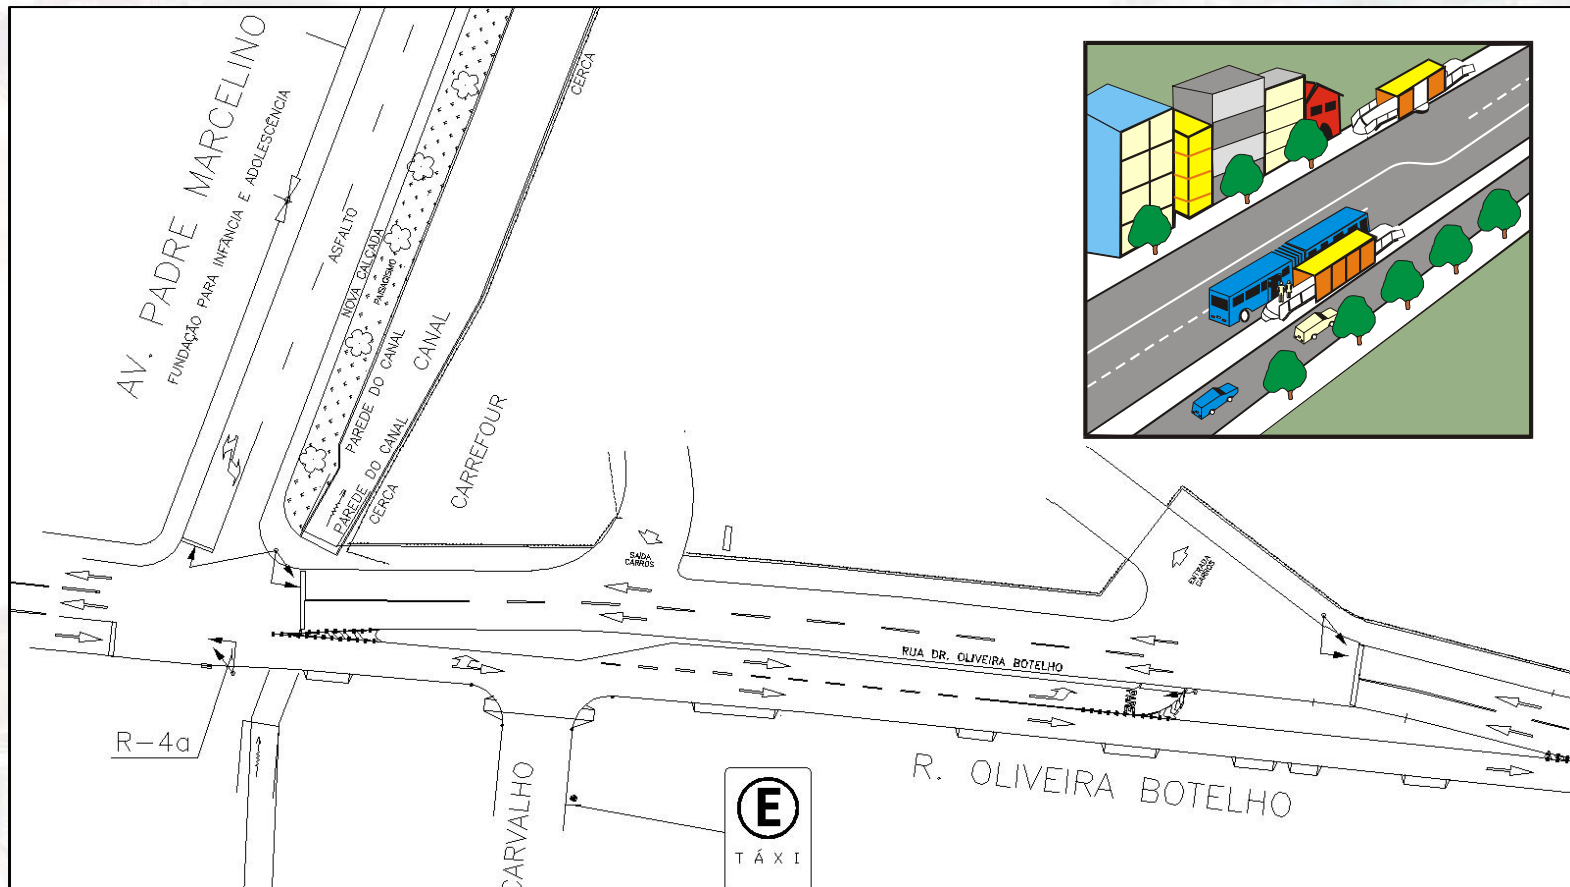 AV. PADRE MARCELINO
FUNDAÇÃO PARA INFÂNCIA E ADOLESCÊNCIA
ASFALTO
NOVA CALÇADA
PAISAGISMO
PAREDE DO CANAL
CANAL
PAREDE DO CANAL
CERCA
CERCA
CARREFOUR
SAÍDA
CARROS
ENTRADA
CARROS
RUA DR. OLIVEIRA BOTELHO
R-4a
CARVALHO
R. OLIVEIRA BOTELHO
E
TÁXI